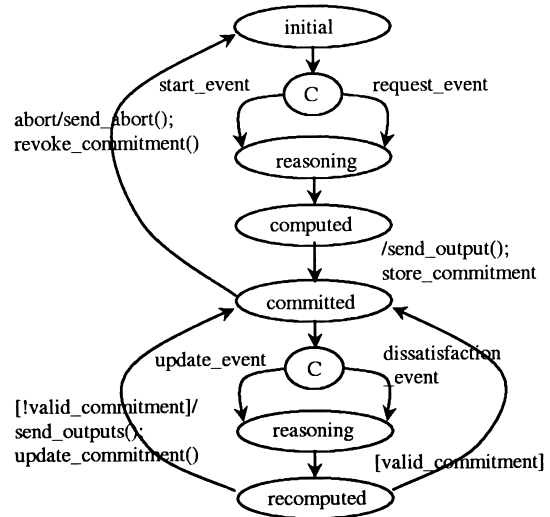 initial
start_event
C
request_event
abort/send_abort();
revoke_commitment()
reasoning
computed
/send_output();
store_commitment
committed
update_event
C
dissatisfaction
_event
[!valid_commitment]/
send_outputs();
update_commitment()
reasoning
[valid_commitment]
recomputed